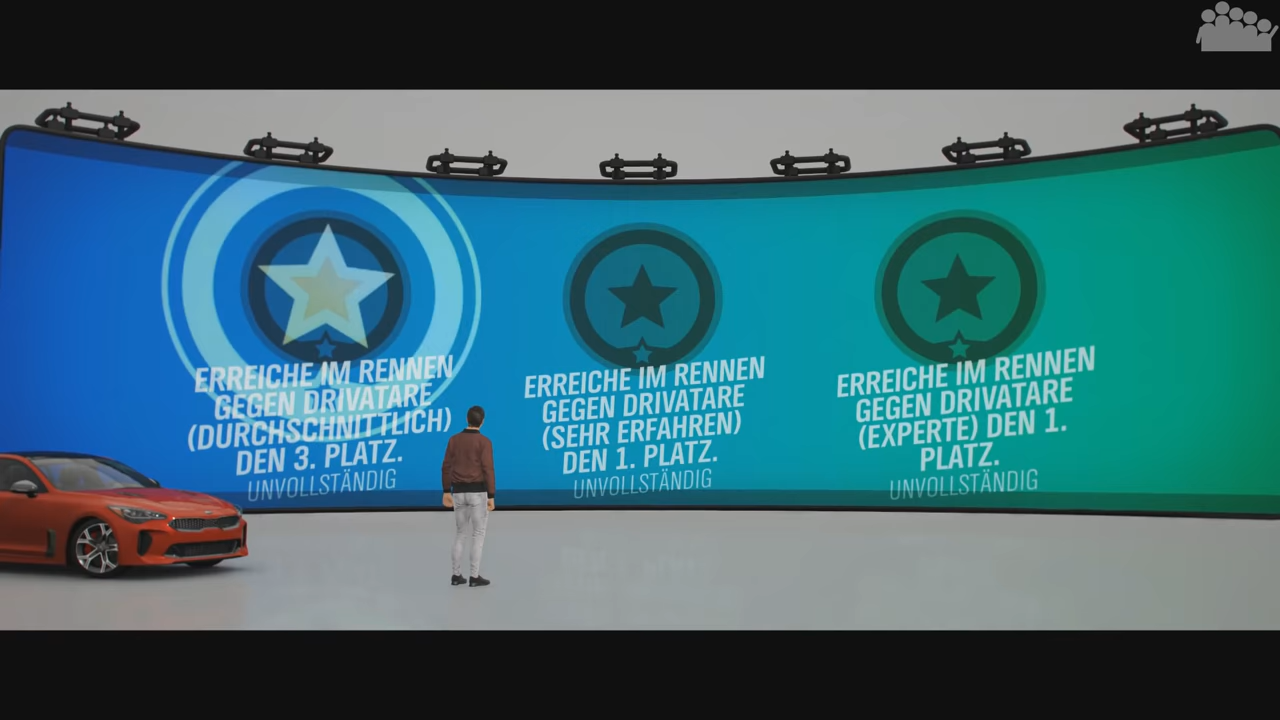 ERREICHE IM RENNEN
GEGEN DRIVATARE
(DURCHSCHNITTLICH)
DEN 3. PLATZ.
UNVOLLSTÄNDIG
ERREICHE IM RENNEN
GEGEN DRIVATARE
(SEHR ERFAHREN)
DEN 1. PLATZ.
UNVOLLSTÄNDIG
ERREICHE IM RENNEN
GEGEN DRIVATARE
(EXPERTE) DEN 1.
PLATZ.
UNVOLLSTÄNDIG